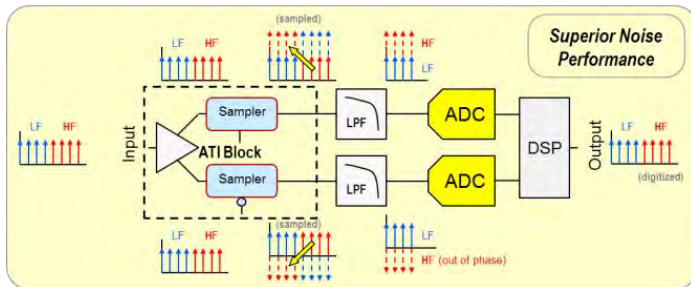 (sampled)
Superior Noise
Performance
LF HF
HF
LF
LF HF
Input
Sampler
ATI Block
Sampler
LPF
LPF
ADC
ADC
DSP
Output
LF HF
(digitized)
LF HF
(sampled)
LF
HF (out of phase)